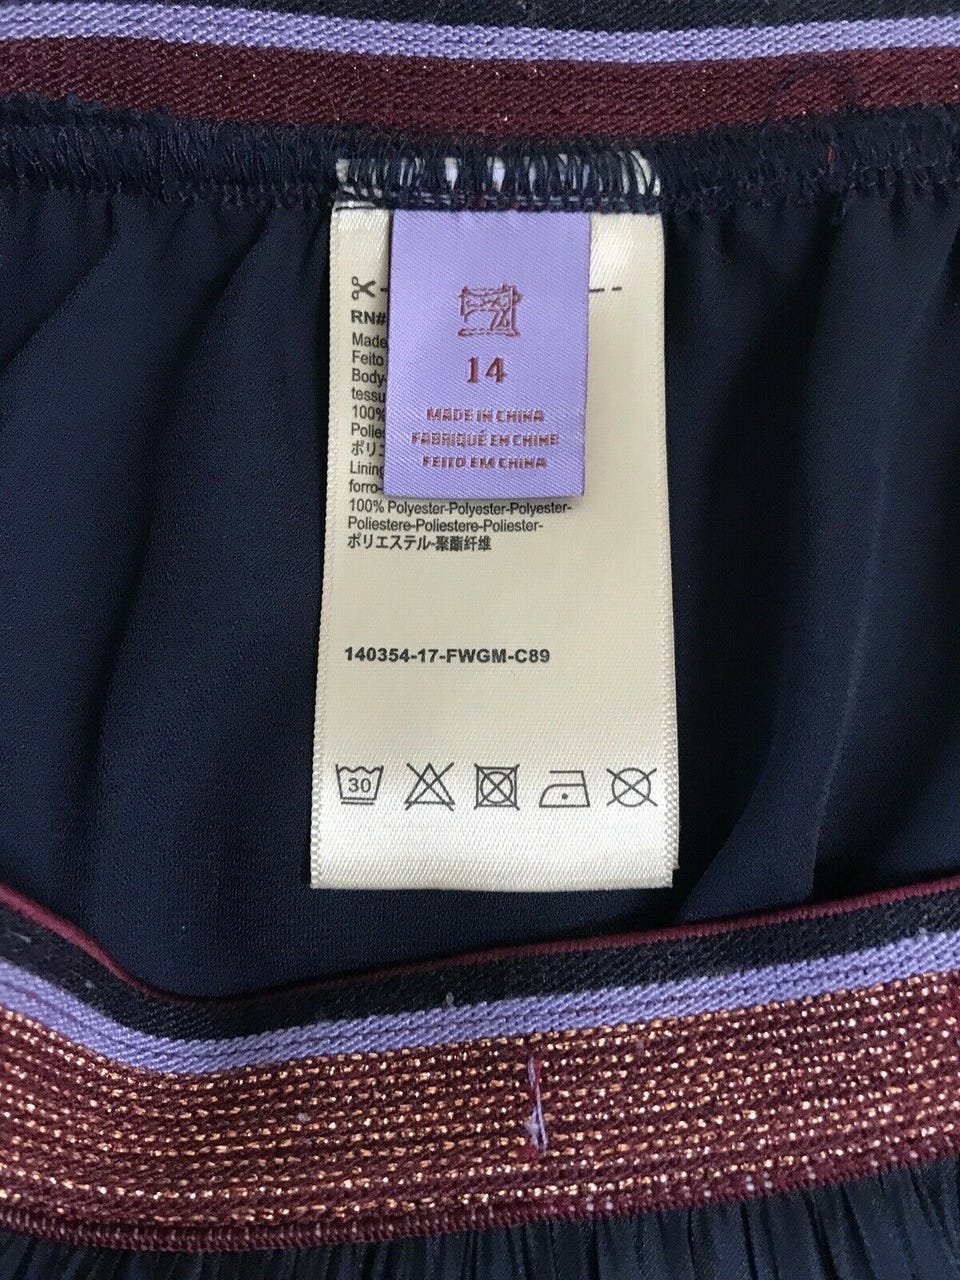 14
MADE IN CHINA
FABRIQUÉ EN CHINE
FEITO EM CHINA
RN#
Made
Feito
Body-
tessu
100%
Polies
ポリエ
Lining
forro-
100% Polyester-Polyester-Polyester-
Poliestere-Poliestere-Poliester-
ポリエステル-聚酯纤维
140354-17-FWGM-C89
30